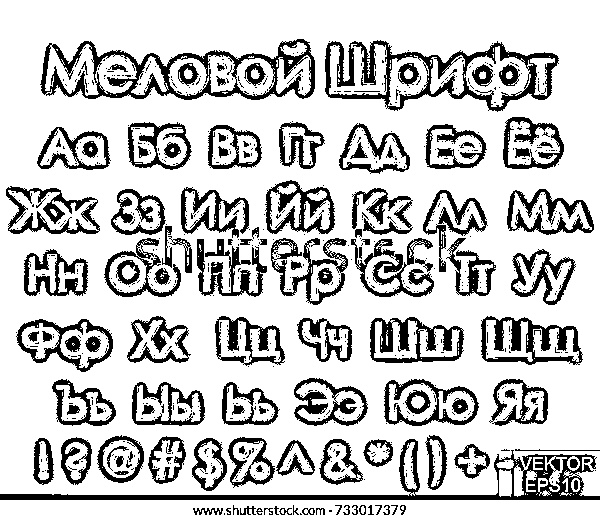 Меловой Шрифт
Аа Бб Вв Гг Дд Ее Ёё
Жж Зз Ии Йй Кк Лл Мм
shutterstock
Нн Оо Пп Рр Сс Тт Уу
Фф Хх Цц Чч Шш Щщ
Ъъ Ыы Ьь Ээ Юю Яя
!?@#$%^&*()+=
VEKTOR
EPS10
www.shutterstock.com · 733017379